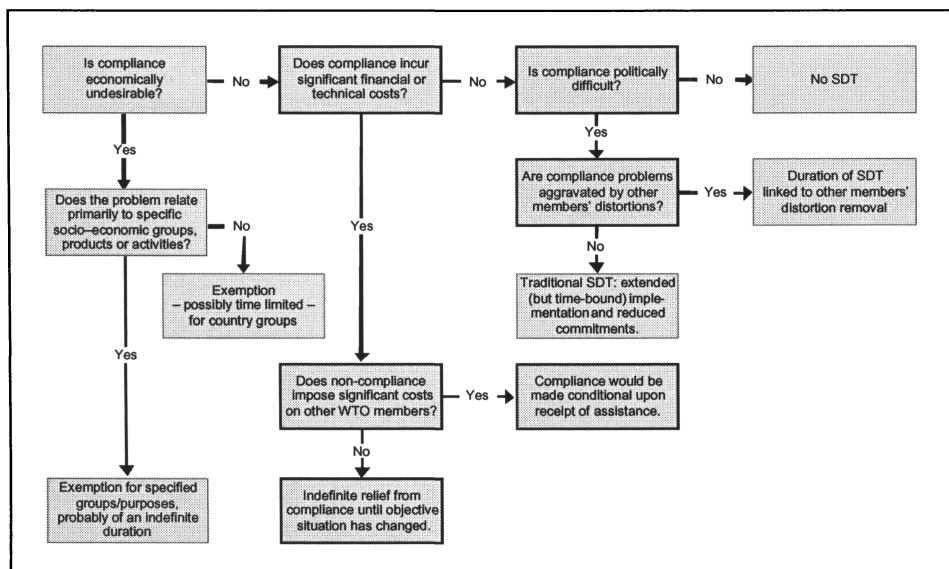 Is compliance
economically
undesirable?
No
Does compliance incur
significant financial or
technical costs?
No
Is compliance politically
difficult?
No
No SDT
Yes
Yes
Does the problem relate
primarily to specific
socio–economic groups,
products or activities?
No
Yes
Are compliance problems
aggravated by other
members' distortions?
Yes
Duration of SDT
linked to other members'
distortion removal
No
Exemption
– possibly time limited –
for country groups
Traditional SDT: extended
(but time-bound) imple-
mentation and reduced
commitments.
Yes
Does non-compliance
impose significant costs
on other WTO members?
Yes
Compliance would be
made conditional upon
receipt of assistance.
No
Exemption for specified
groups/purposes,
probably of an indefinite
duration
Indefinite relief from
compliance until objective
situation has changed.